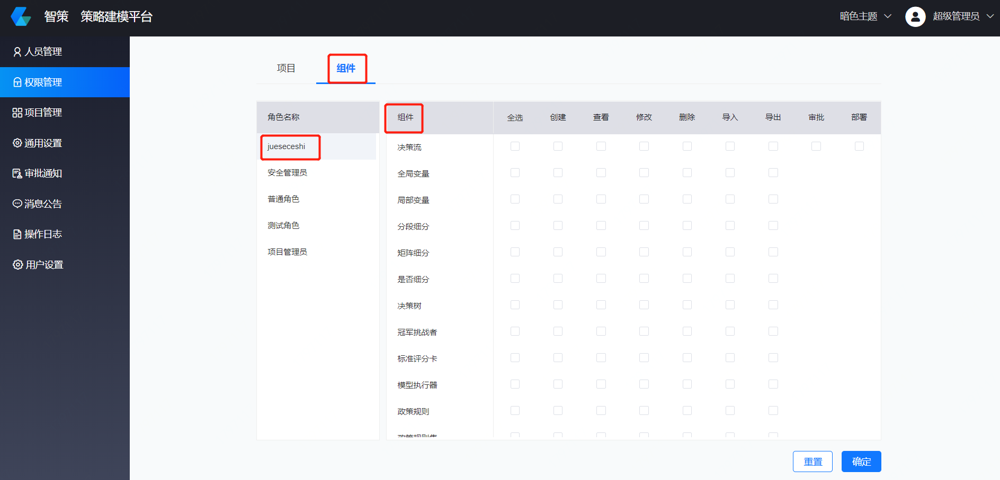 智策 策略建模平台
暗色主题
超级管理员
人员管理
权限管理
项目管理
通用设置
审批通知
消息公告
操作日志
用户设置
项目
组件
角色名称
jueseceshi
安全管理员
普通角色
测试角色
项目管理员
组件 全选 创建 查看 修改 删除 导入 导出 审批 部署
决策流
全局变量
局部变量
分段细分
矩阵细分
是否细分
决策树
冠军挑战者
标准评分卡
模型执行器
政策规则
政策规则集
重置
确定